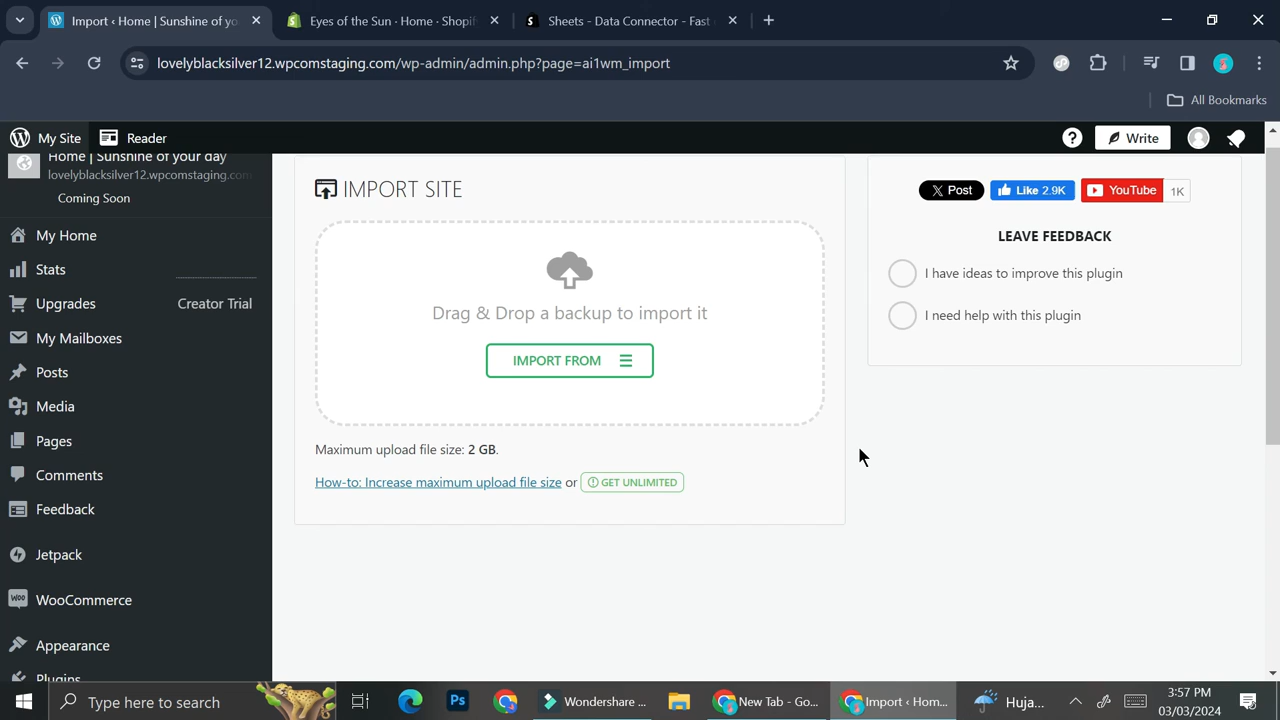 Import ‹ Home | Sunshine of yo
Eyes of the Sun · Home · Shopif
Sheets - Data Connector - Fast
lovelyblacksilver12.wpcomstaging.com/wp-admin/admin.php?page=ai1wm_import
All Bookmarks
My Site
Reader
Write
Home | Sunshine of your day
lovelyblacksilver12.wpcomstaging.com
Coming Soon
My Home
Stats
Upgrades Creator Trial
My Mailboxes
Posts
Media
Pages
Comments
Feedback
Jetpack
WooCommerce
Appearance
Plugins
IMPORT SITE
Drag & Drop a backup to import it
IMPORT FROM
Maximum upload file size: 2 GB.
How-to: Increase maximum upload file size or GET UNLIMITED
X Post Like 2.9K YouTube 1K
LEAVE FEEDBACK
I have ideas to improve this plugin
I need help with this plugin
Type here to search
Ps
Wondershare ...
New Tab - Go...
Import ‹ Hom...
Huja...
3:57 PM
03/03/2024